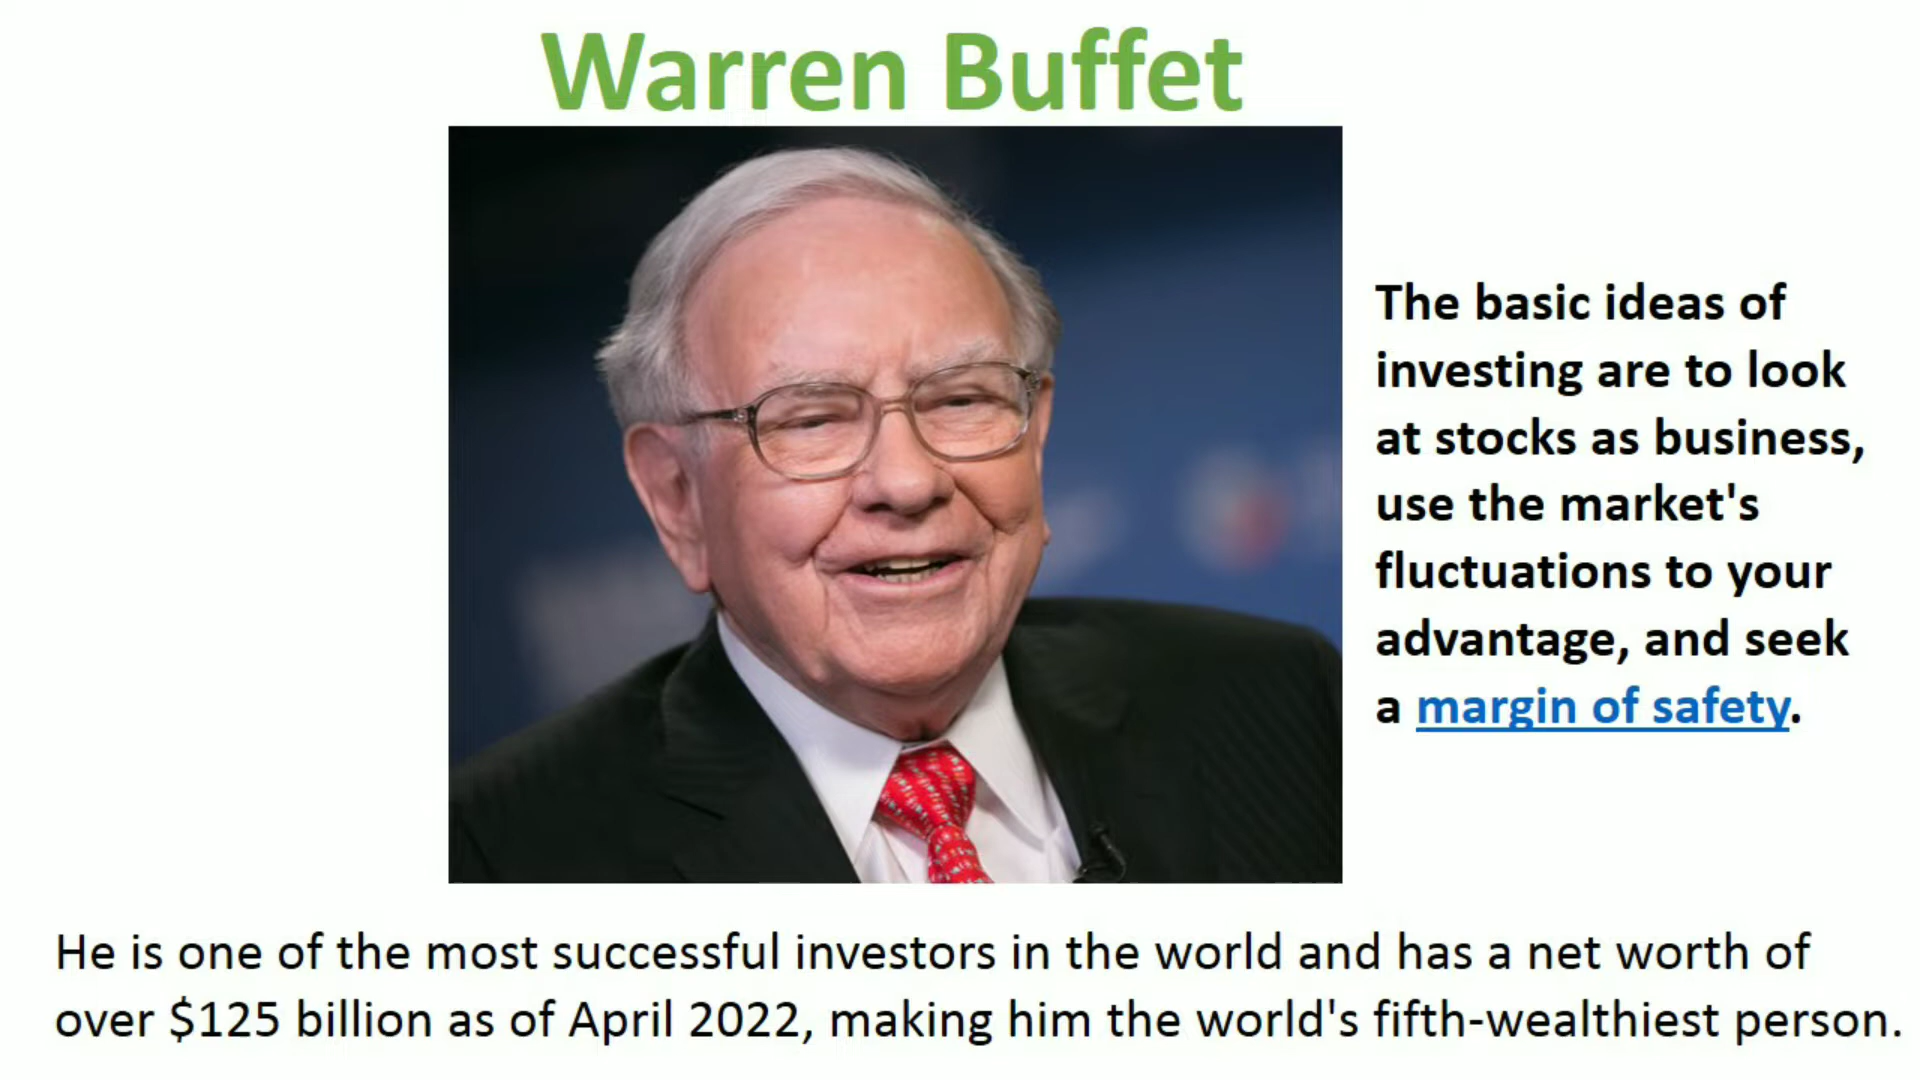 Warren Buffet
The basic ideas of
investing are to look
at stocks as business,
use the market's
fluctuations to your
advantage, and seek
a margin of safety.
He is one of the most successful investors in the world and has a net worth of
over $125 billion as of April 2022, making him the world's fifth-wealthiest person.